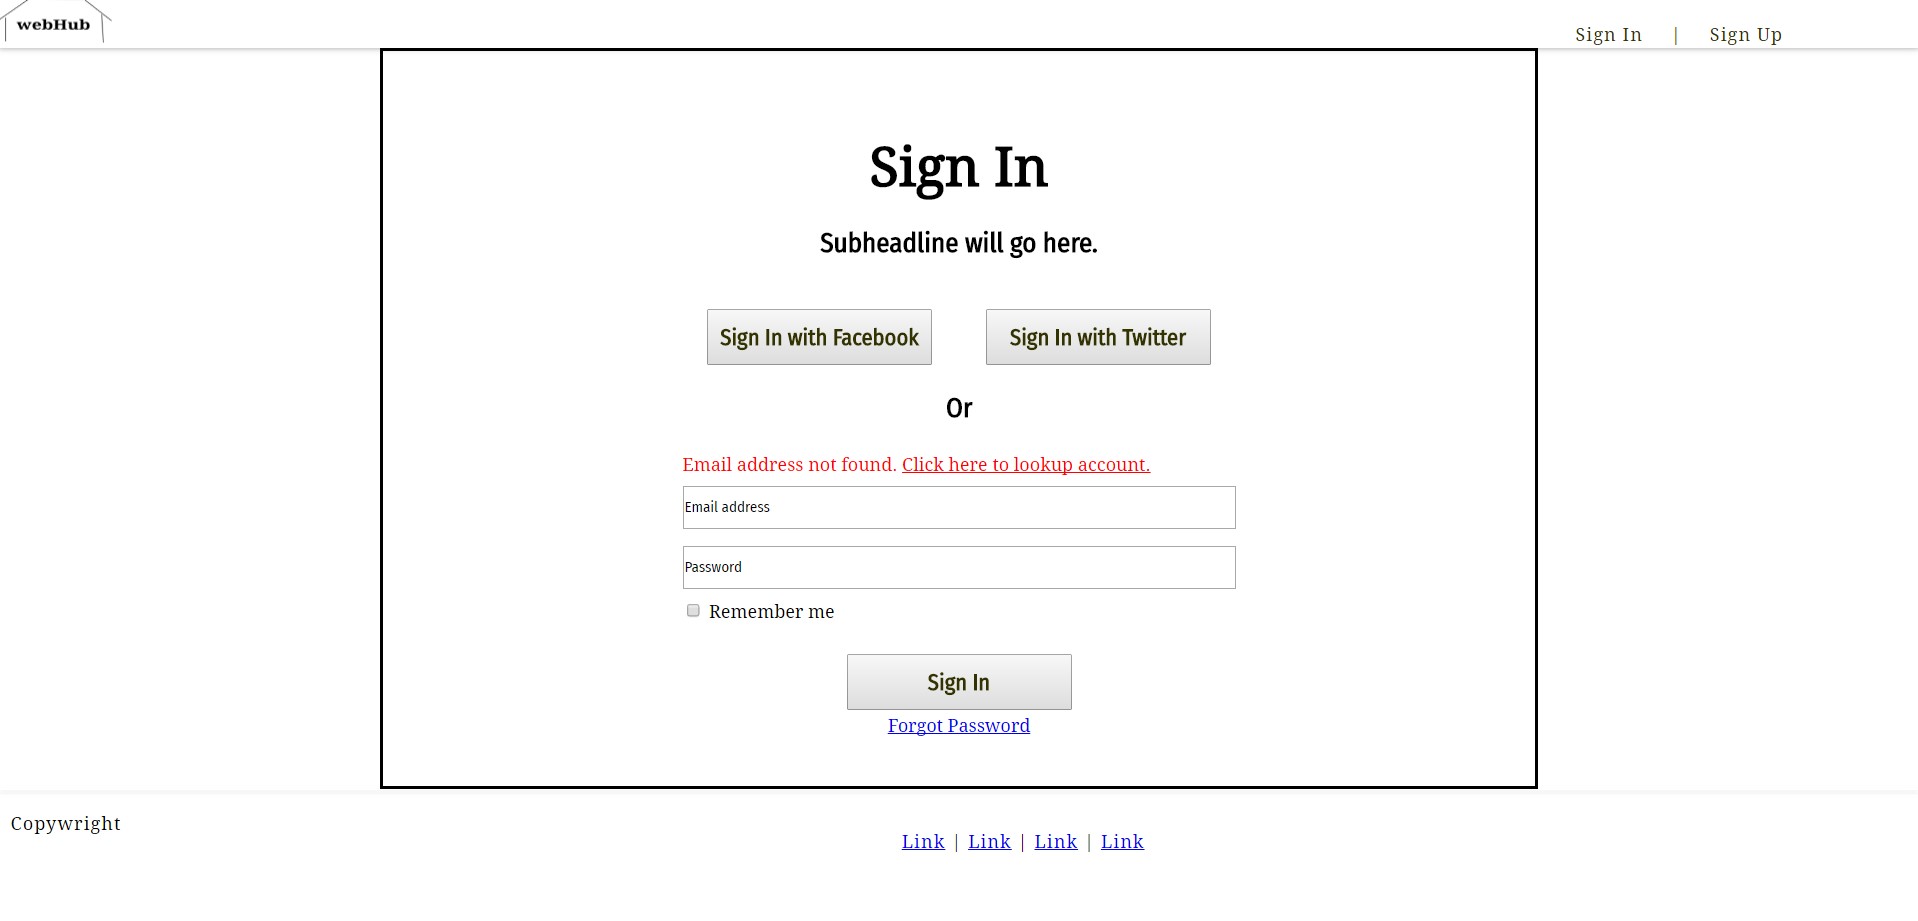 webHub
Sign In | Sign Up
Sign In
Subheadline will go here.
Sign In with Facebook
Sign In with Twitter
Or
Email address not found. Click here to lookup account.
Email address
Password
Remember me
Sign In
Forgot Password
Copywright
Link | Link | Link | Link